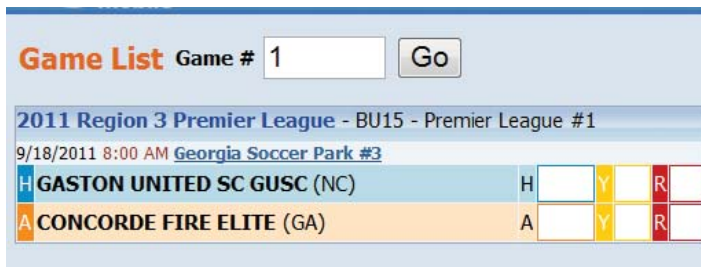 Game List Game # 1 Go
2011 Region 3 Premier League - BU15 - Premier League #1
9/18/2011 8:00 AM Georgia Soccer Park #3
H GASTON UNITED SC GUSC (NC) H Y R
A CONCORDE FIRE ELITE (GA) A Y R